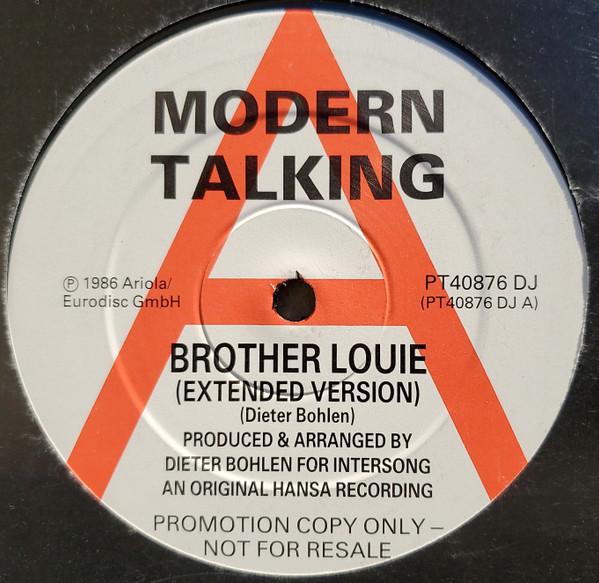 MODERN
TALKING
℗ 1986 Ariola/
Eurodisc GmbH
PT40876 DJ
(PT40876 DJ A)
BROTHER LOUIE
(EXTENDED VERSION)
(Dieter Bohlen)
PRODUCED & ARRANGED BY
DIETER BOHLEN FOR INTERSONG
AN ORIGINAL HANSA RECORDING
PROMOTION COPY ONLY –
NOT FOR RESALE